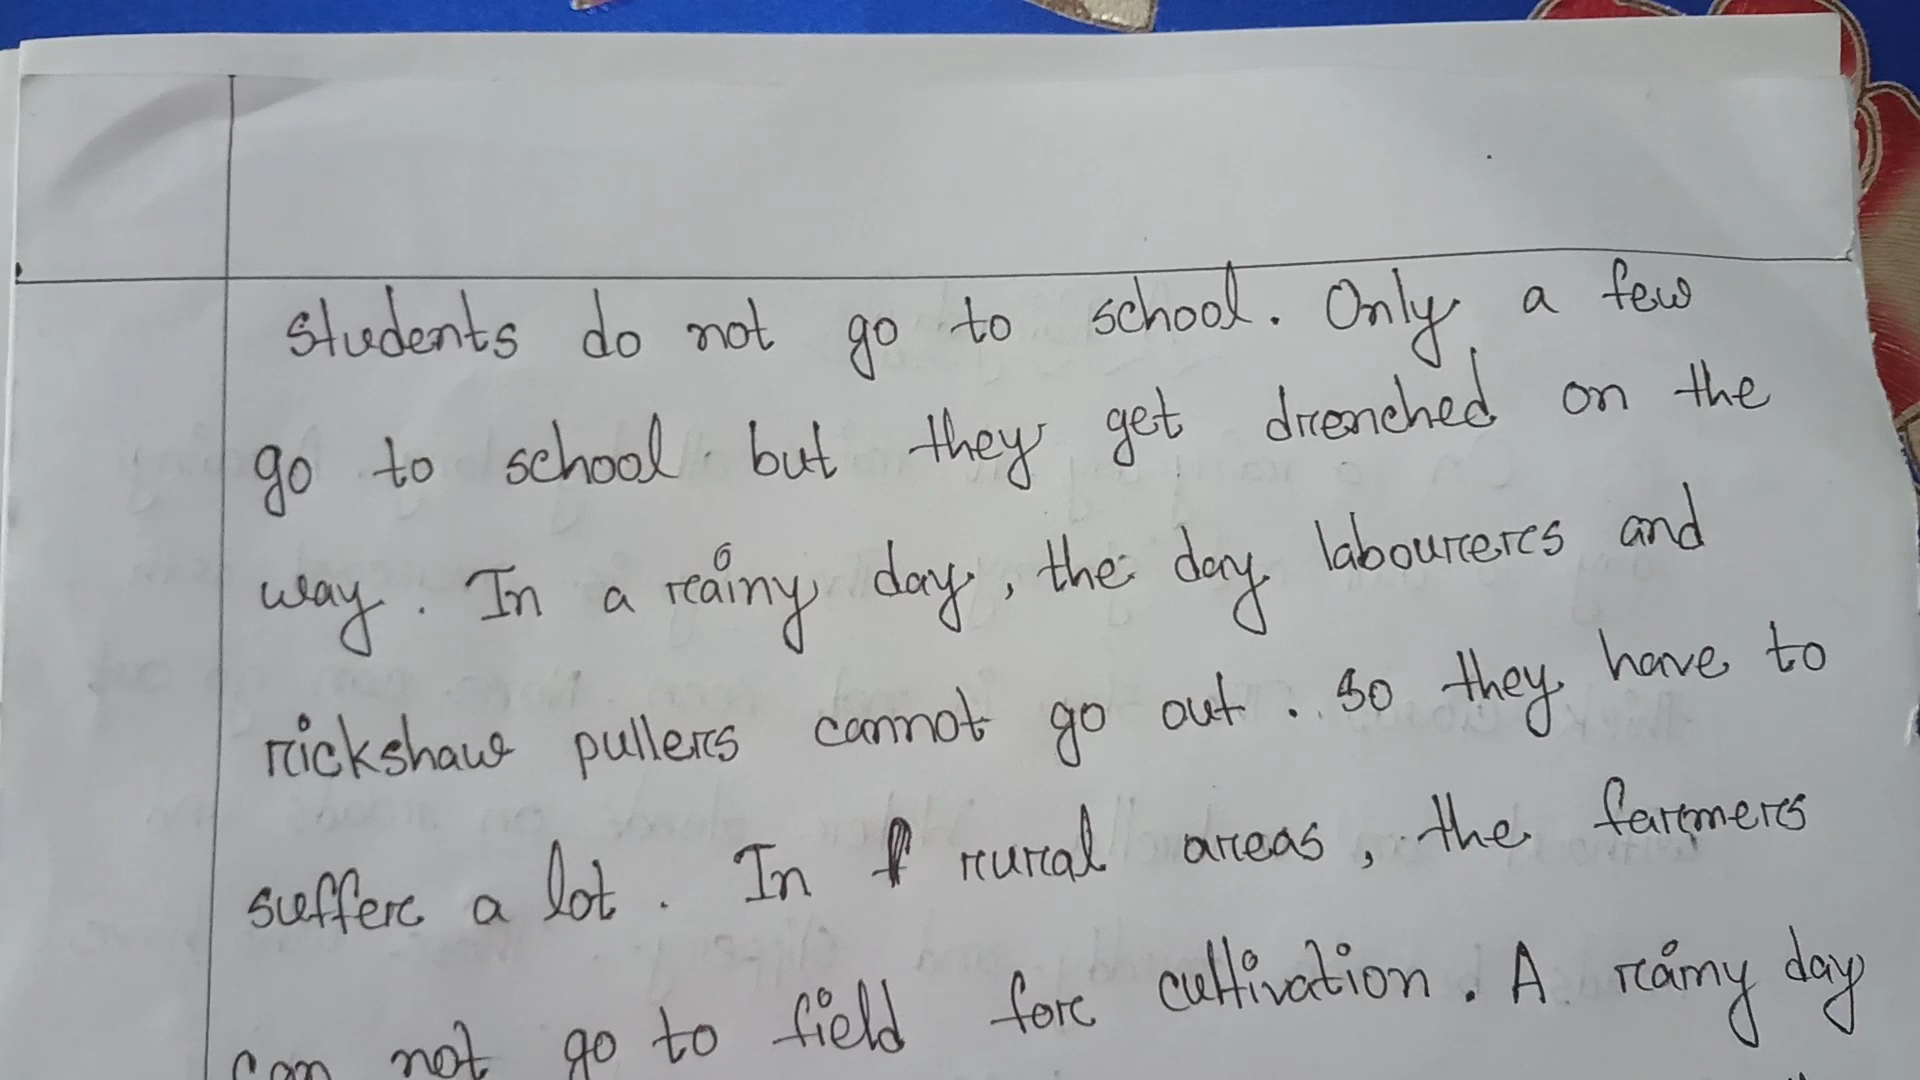 students do not go to school. Only a few
go to school but they get drenched on the
way. In a rainy day, the day labourers and
rickshaw pullers cannot go out. So they have to
suffer a lot. In rural areas, the farmers
can not go to field for cultivation. A rainy day